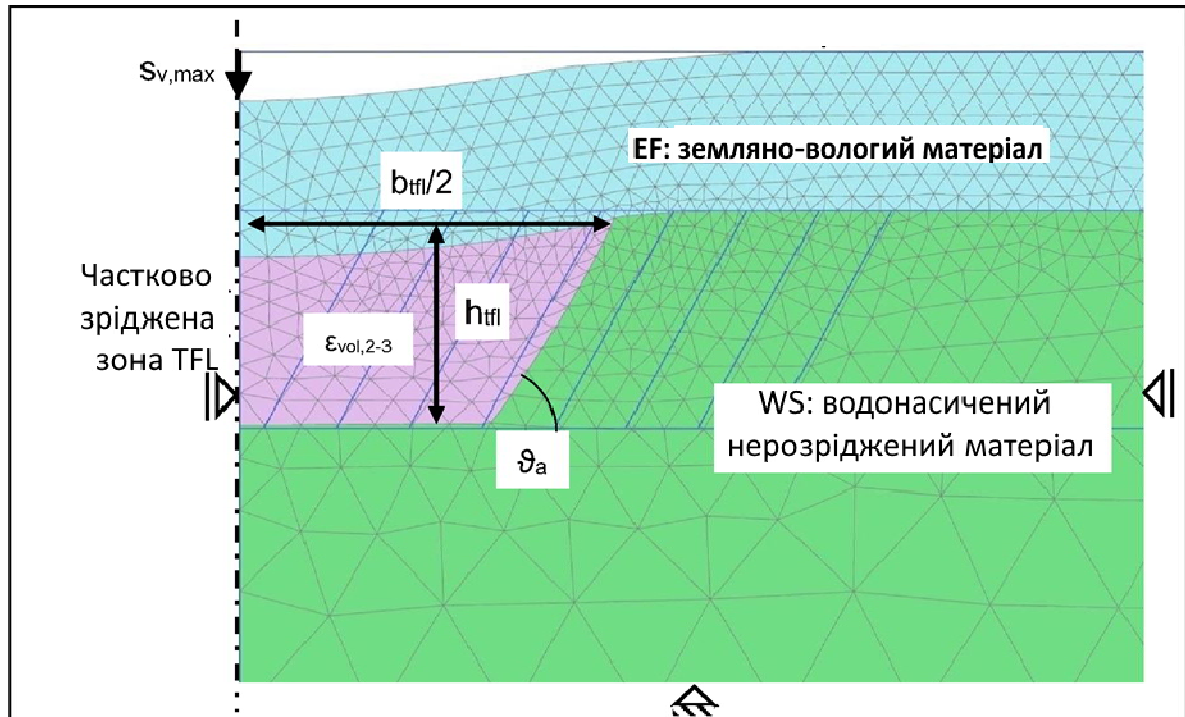 Sv,max
EF: земляно-вологий матеріал
btfl/2
Частково
зріджена
зона TFL
htfl
εvol,2-3
WS: водонасичений
нерозріджений матеріал
ϑa